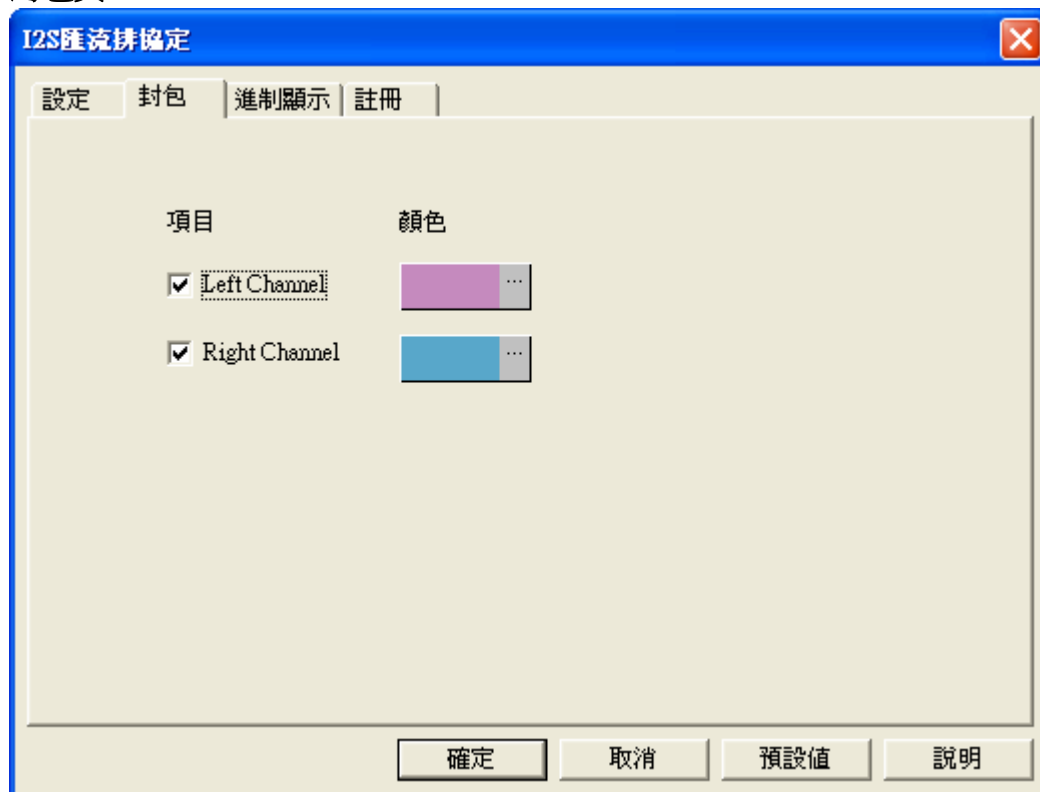 I2S匯流排協定
設定 封包 進制顯示 註冊
項目 顏色
Left Channel ...
Right Channel ...
確定 取消 預設值 說明